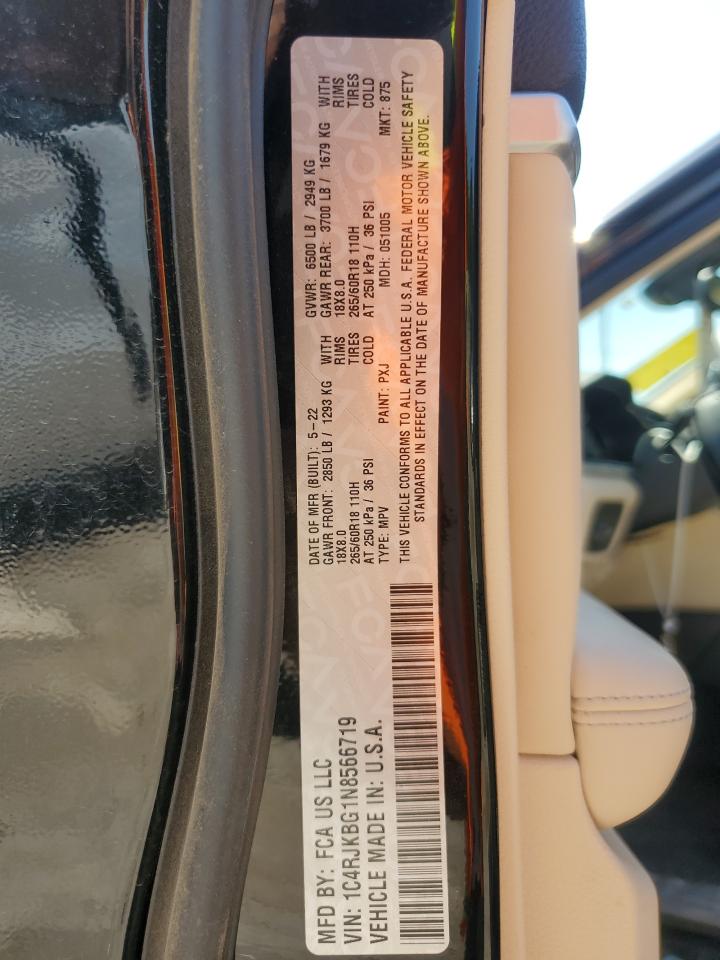 MFD BY: FCA US LLC
VIN: 1C4RJKBG1N8566719
VEHICLE MADE IN: U.S.A.
DATE OF MFR (BUILT): 5-22 GVWR: 6500 LB / 2949 KG
GAWR FRONT: 2850 LB / 1293 KG WITH GAWR REAR: 3700 LB / 1679 KG WITH
18X8.0 RIMS 18X8.0 RIMS
265/60R18 110H TIRES 265/60R18 110H TIRES
AT 250 kPa / 36 PSI COLD AT 250 kPa / 36 PSI COLD
TYPE: MPV PAINT: PXJ MDH: 051005 MKT: 875
THIS VEHICLE CONFORMS TO ALL APPLICABLE U.S.A. FEDERAL MOTOR VEHICLE SAFETY
STANDARDS IN EFFECT ON THE DATE OF MANUFACTURE SHOWN ABOVE.